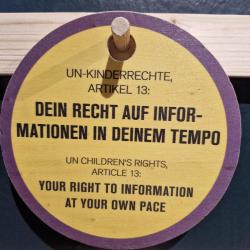 UN-KINDERRECHTE,
ARTIKEL 13:
DEIN RECHT AUF INFOR-
MATIONEN IN DEINEM TEMPO
UN CHILDREN'S RIGHTS,
ARTICLE 13:
YOUR RIGHT TO INFORMATION
AT YOUR OWN PACE